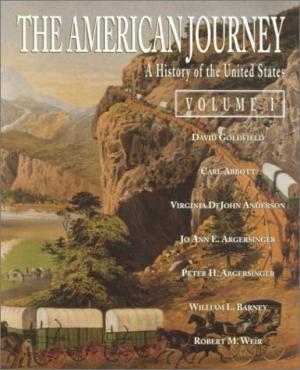 THE AMERICAN JOURNEY
A History of the United States
VOLUME I
DAVID GOLDFIELD
CARL ABBOTT
VIRGINIA DEJOHN ANDERSON
JO ANN E. ARGERSINGER
PETER H. ARGERSINGER
WILLIAM L. BARNEY
ROBERT M. WEIR